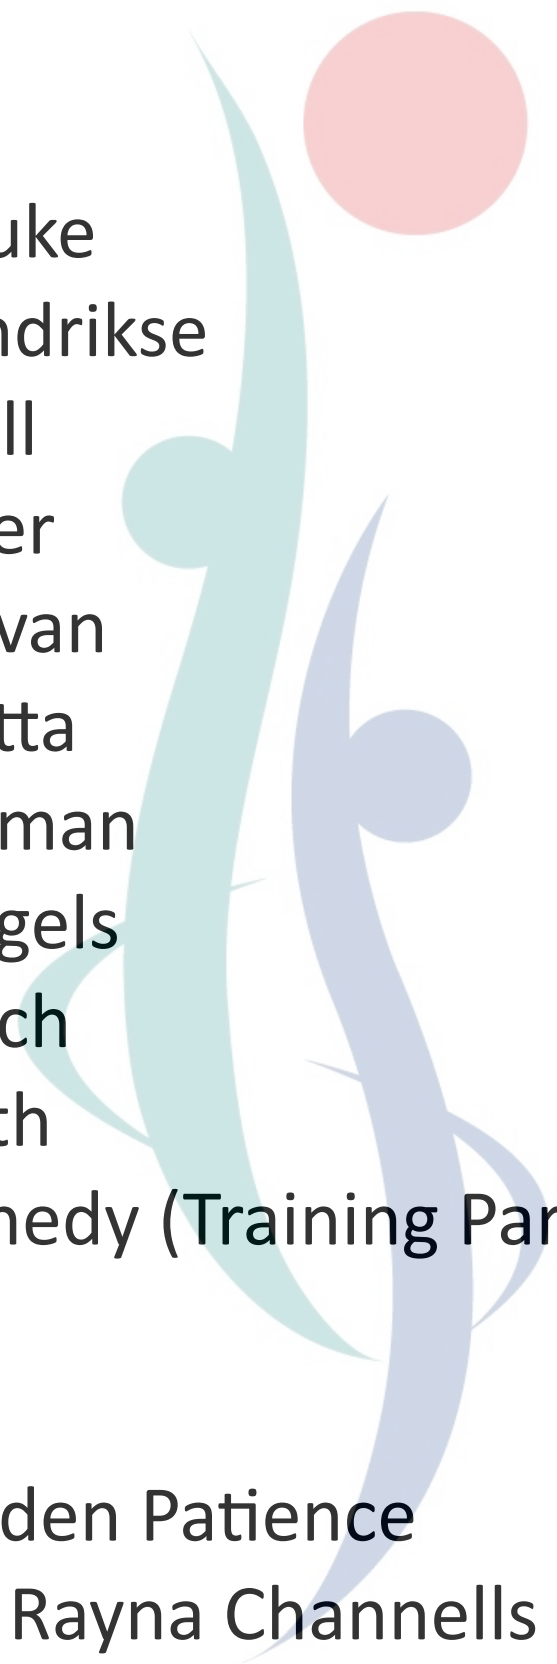 uke
ndrikse
ll
er
van
tta
man
gels
ch
th
nedy (Training Par
den Patience
Rayna Channells